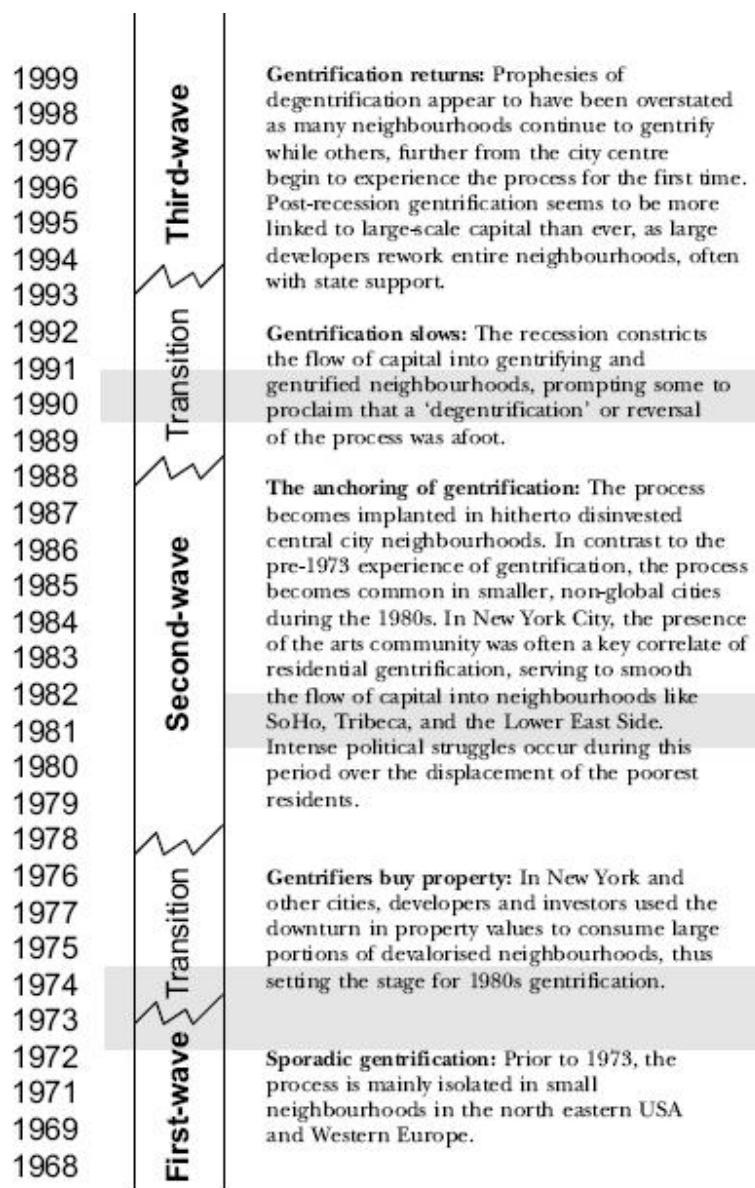 1999
1998
1997
1996
1995
1994
1993
1992
1991
1990
1989
1988
1987
1986
1985
1984
1983
1982
1981
1980
1979
1978
1976
1977
1975
1974
1973
1972
1971
1969
1968
Third-wave
Transition
Second-wave
Transition
First-wave
Gentrification returns: Prophesies of
degentrification appear to have been overstated
as many neighbourhoods continue to gentrify
while others, further from the city centre
begin to experience the process for the first time.
Post-recession gentrification seems to be more
linked to large-scale capital than ever, as large
developers rework entire neighbourhoods, often
with state support.
Gentrification slows: The recession constricts
the flow of capital into gentrifying and
gentrified neighbourhoods, prompting some to
proclaim that a ‘degentrification’ or reversal
of the process was afoot.
The anchoring of gentrification: The process
becomes implanted in hitherto disinvested
central city neighbourhoods. In contrast to the
pre-1973 experience of gentrification, the process
becomes common in smaller, non-global cities
during the 1980s. In New York City, the presence
of the arts community was often a key correlate of
residential gentrification, serving to smooth
the flow of capital into neighbourhoods like
SoHo, Tribeca, and the Lower East Side.
Intense political struggles occur during this
period over the displacement of the poorest
residents.
Gentrifiers buy property: In New York and
other cities, developers and investors used the
downturn in property values to consume large
portions of devalorised neighbourhoods, thus
setting the stage for 1980s gentrification.
Sporadic gentrification: Prior to 1973, the
process is mainly isolated in small
neighbourhoods in the north eastern USA
and Western Europe.